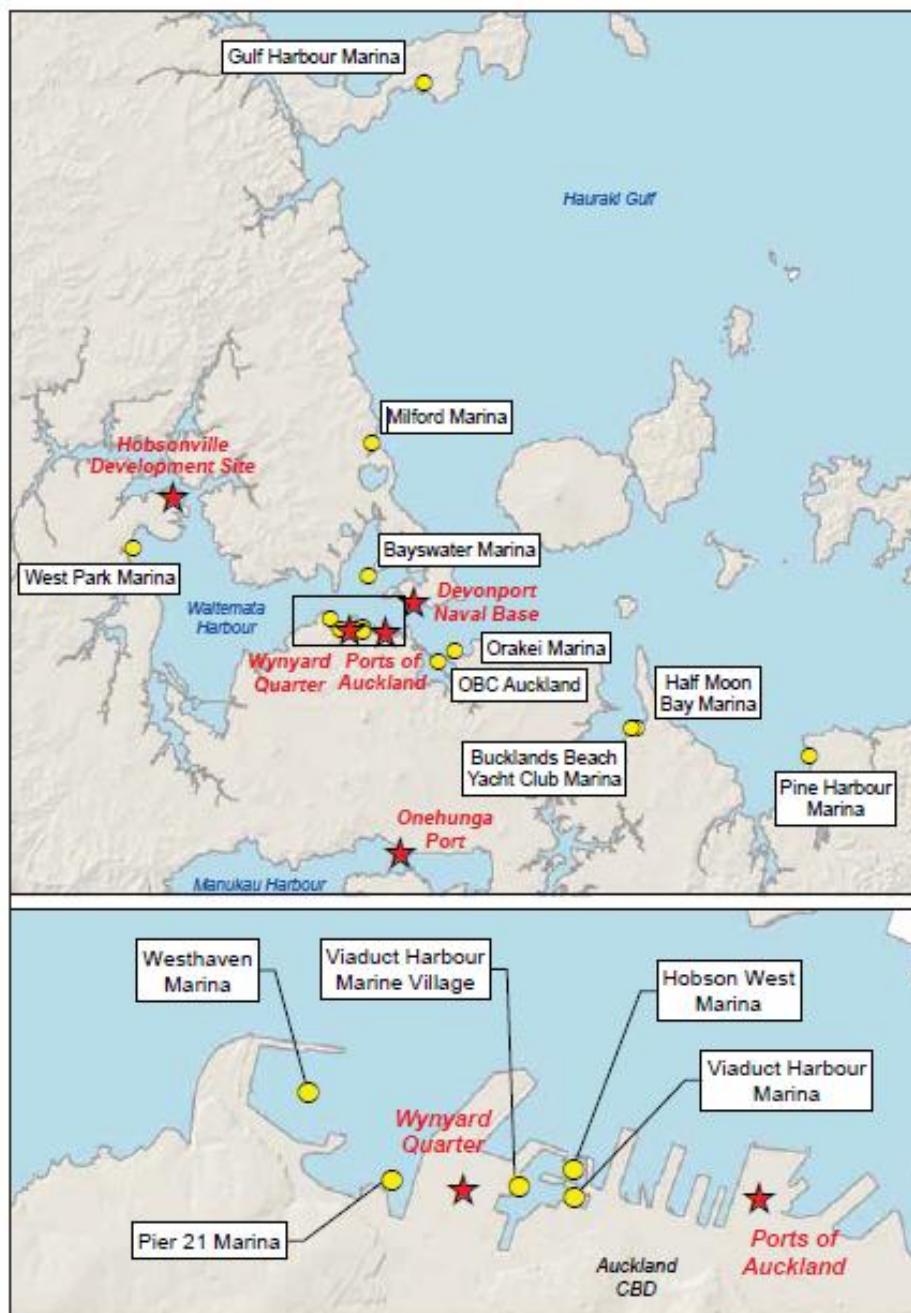 Gulf Harbour Marina
Hauraki Gulf
Milford Marina
Hobsonville
Development Site
Bayswater Marina
West Park Marina
Devonport
Naval Base
Waitemata
Harbour
Orakei Marina
Wynyard
Quarter
Ports of
Auckland
OBC Auckland
Half Moon
Bay Marina
Bucklands Beach
Yacht Club Marina
Pine Harbour
Marina
Onehunga
Port
Manukau Harbour
Westhaven
Marina
Viaduct Harbour
Marine Village
Hobson West
Marina
Viaduct Harbour
Marina
Wynyard
Quarter
Pier 21 Marina
Auckland
CBD
Ports of
Auckland